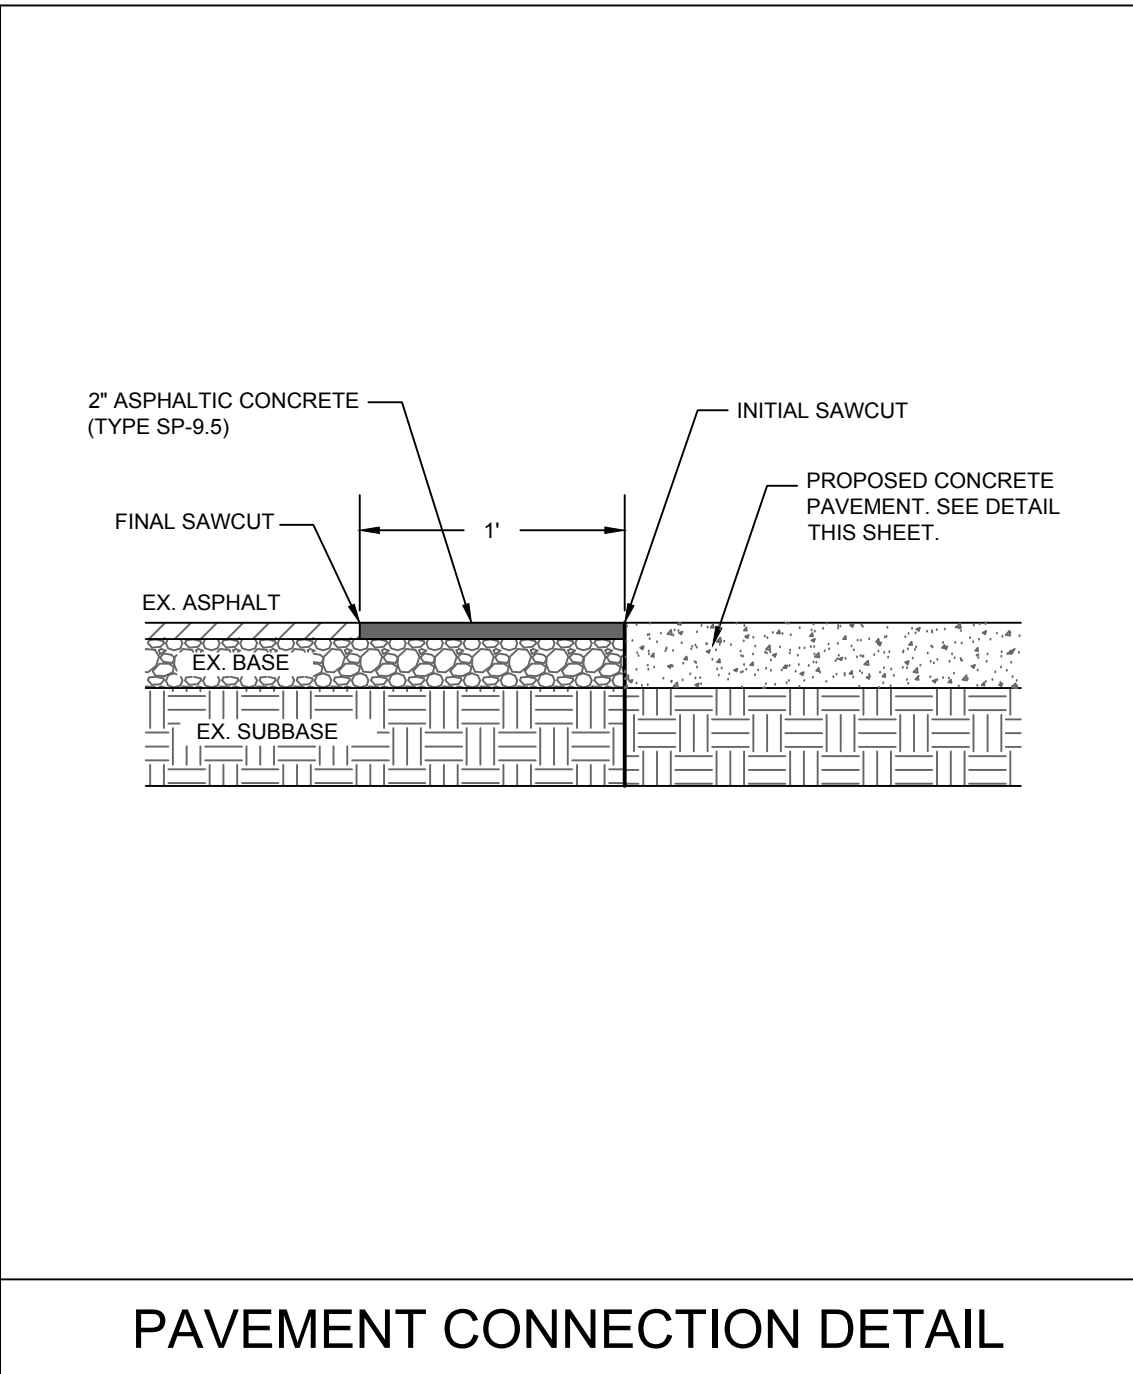 2" ASPHALTIC CONCRETE
(TYPE SP-9.5)
INITIAL SAWCUT
PROPOSED CONCRETE
PAVEMENT. SEE DETAIL
THIS SHEET.
FINAL SAWCUT
1'
EX. ASPHALT
EX. BASE
EX. SUBBASE
PAVEMENT CONNECTION DETAIL